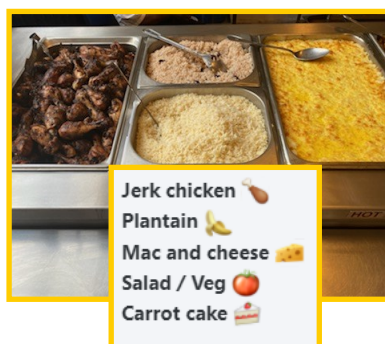 HOT
Jerk chicken 🍗
Plantain 🍌
Mac and cheese 🧀
Salad / Veg 🍅
Carrot cake 🍰